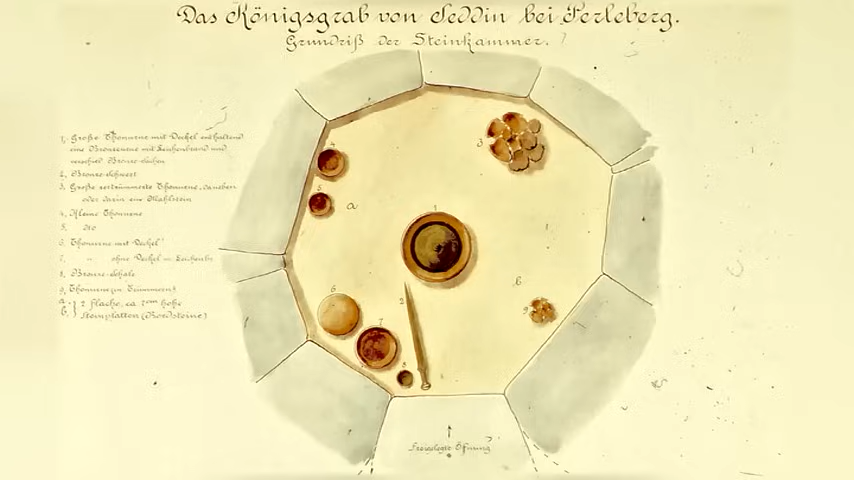 Das Königsgrab von Seddin bei Perleberg.
Grundriß der Steinkammer.
1. Große Thonurne mit Deckel enthaltend
eine Bronzeurne mit Leichenbrand und
verschied. Bronze-sachen
2. Bronze-schwert
3. Große zertrümmerte Thonurne, daneben
oder darin ein Mahlstein
4. Kleine Thonurne
5. dto
6. Thonurne mit Deckel
7. " ohne Deckel m. Leichenbr.
8. Bronze-schale
9. Thonurne in Trümmern
a. } 2 flache, ca. 7cm hohe
b. } Steinplatten (Bordsteine)
4
3
5
a
1
6
b
2
9
7
8
Freigelegte Öffnung